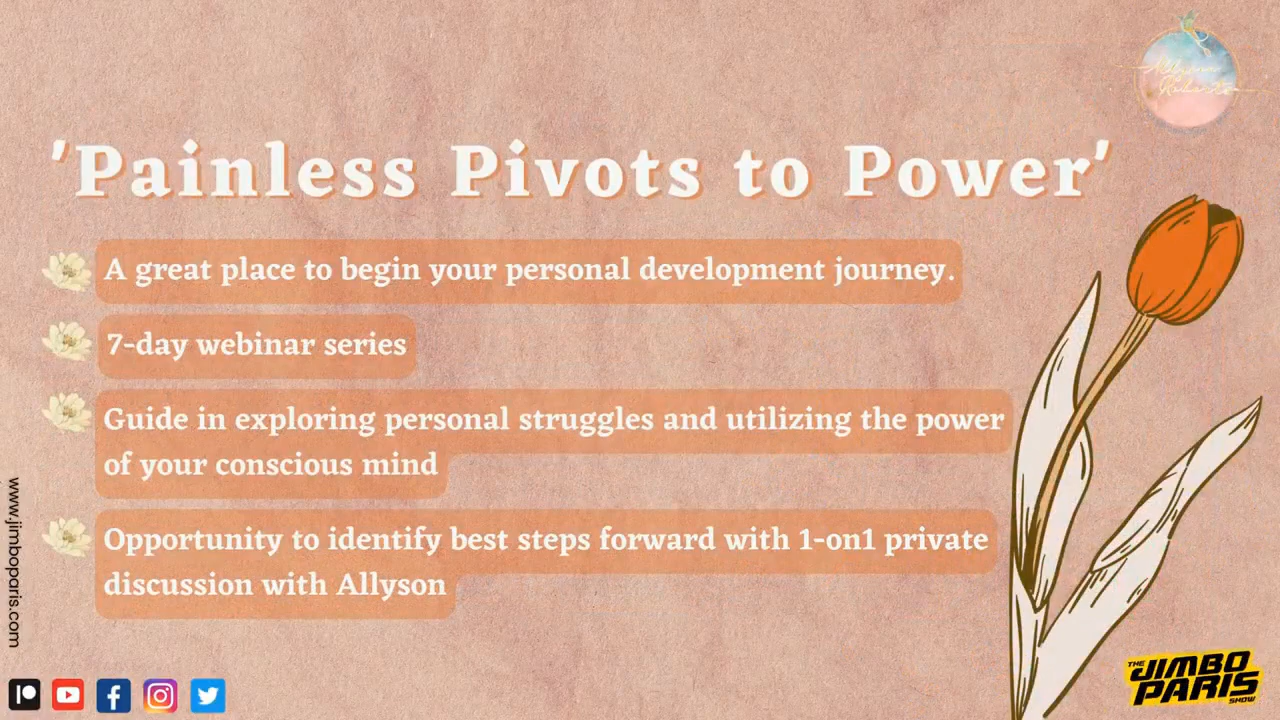 'Painless Pivots to Power'
A great place to begin your personal development journey.
7-day webinar series
Guide in exploring personal struggles and utilizing the power
of your conscious mind
Opportunity to identify best steps forward with 1-on1 private
discussion with Allyson
www.jimboparis.com
THE
JIMBO
PARIS
SHOW